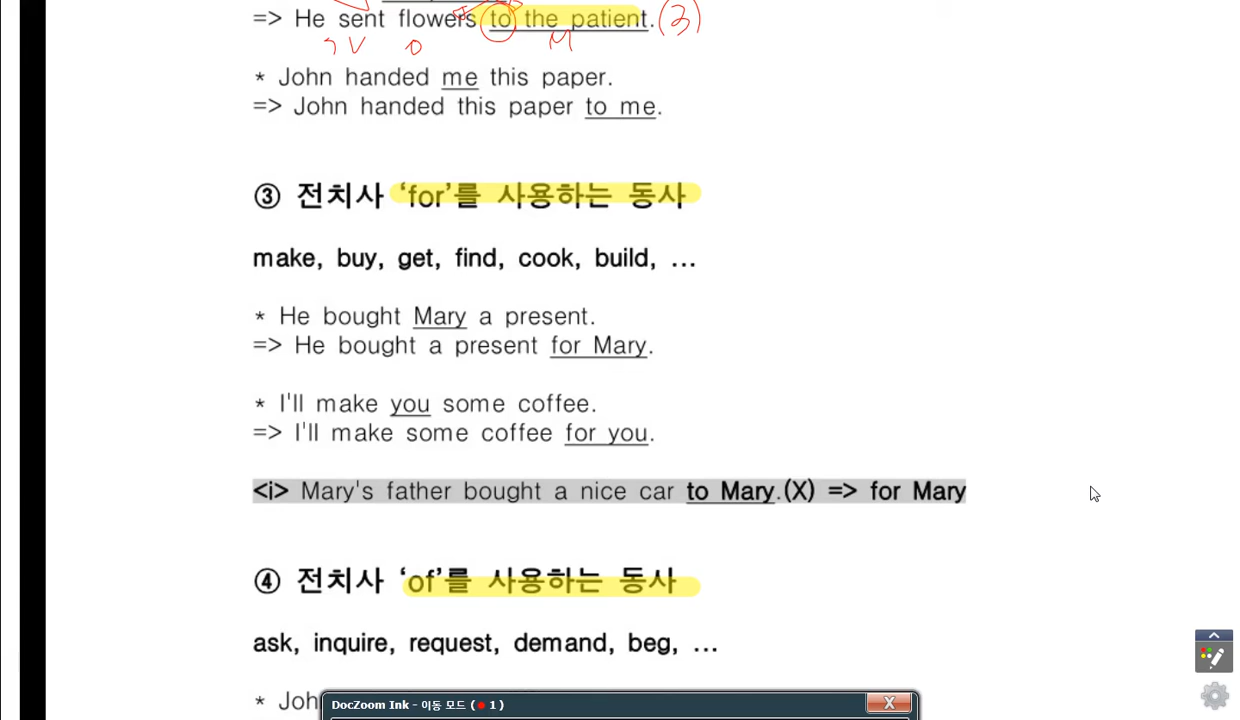 => He sent flowers to the patient. (3)
V O M
* John handed me this paper.
=> John handed this paper to me.
③ 전치사 ‘for’를 사용하는 동사
make, buy, get, find, cook, build, …
* He bought Mary a present.
=> He bought a present for Mary.
* I'll make you some coffee.
=> I'll make some coffee for you.
<i> Mary's father bought a nice car to Mary.(X) => for Mary
④ 전치사 ‘of’를 사용하는 동사
ask, inquire, request, demand, beg, …
* Joh
DocZoom Ink - 이동 모드 ( 1 )